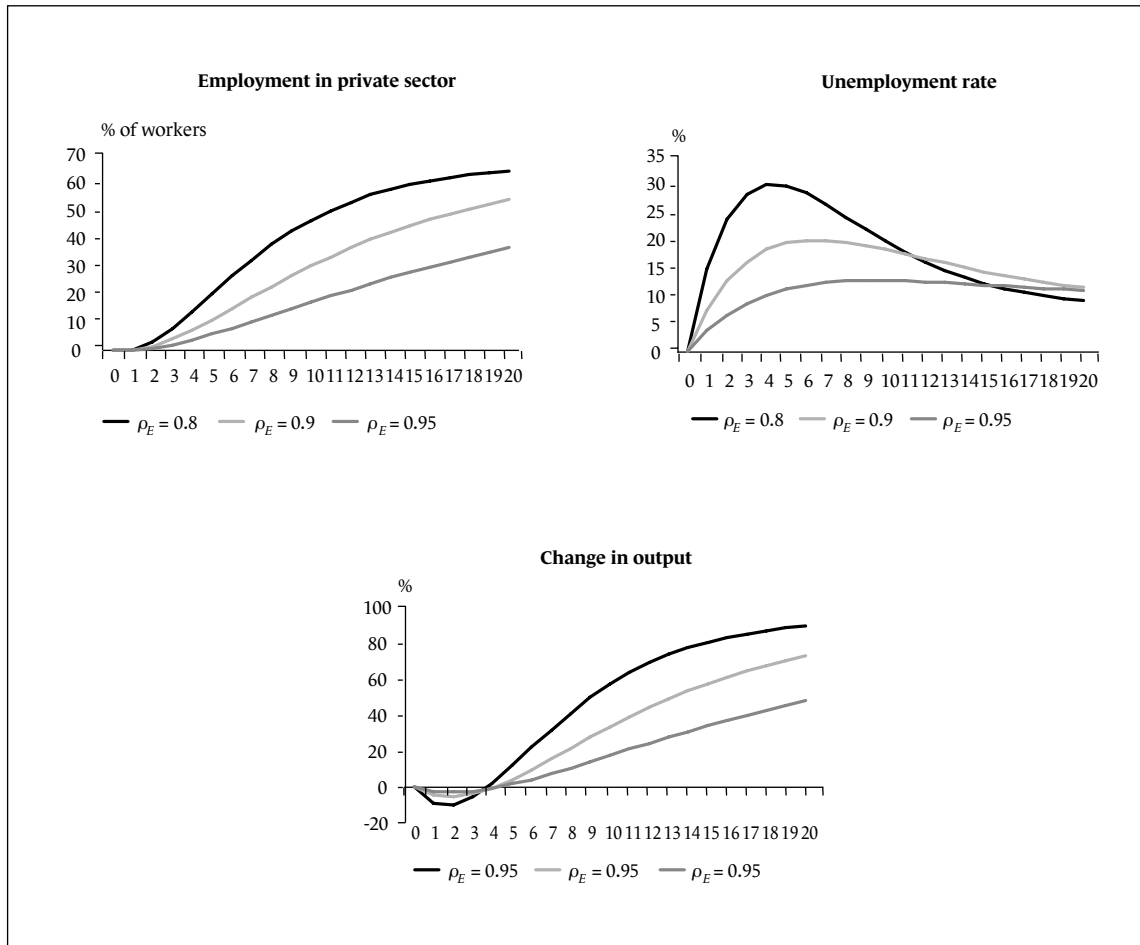 Employment in private sector
% of workers
70
60
50
40
30
20
10
0
0 1 2 3 4 5 6 7 8 9 10 11 12 13 14 15 16 17 18 19 20
ρE = 0.8 ρE = 0.9 ρE = 0.95
Unemployment rate
%
35
30
25
20
15
10
5
0
0 1 2 3 4 5 6 7 8 9 10 11 12 13 14 15 16 17 18 19 20
ρE = 0.8 ρE = 0.9 ρE = 0.95
Change in output
%
100
80
60
40
20
0
-20
0 1 2 3 4 5 6 7 8 9 10 11 12 13 14 15 16 17 18 19 20
ρE = 0.95 ρE = 0.95 ρE = 0.95